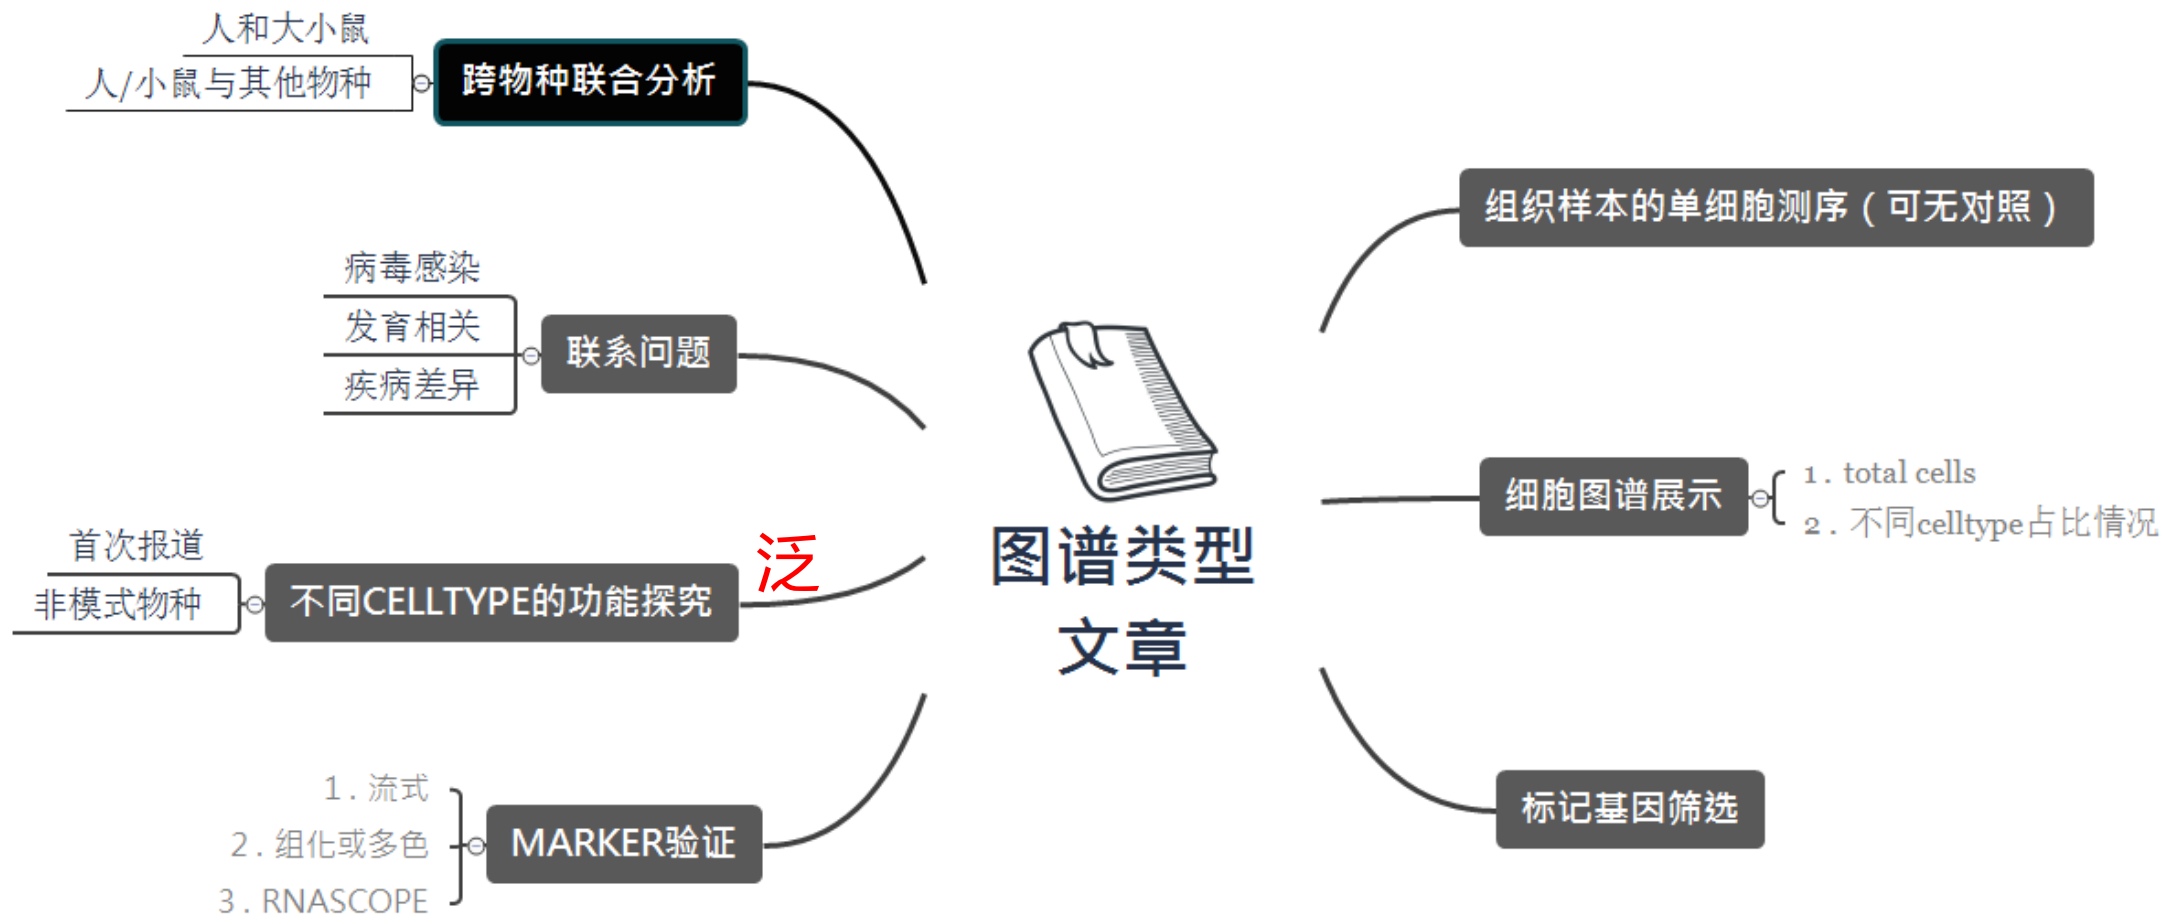 人和大小鼠
人/小鼠与其他物种
跨物种联合分析
病毒感染
发育相关
疾病差异
联系问题
首次报道
非模式物种
不同CELLTYPE的功能探究
泛
1 . 流式
2 . 组化或多色
3 . RNASCOPE
MARKER验证
图谱类型
文章
组织样本的单细胞测序（可无对照）
细胞图谱展示
1 . total cells
2 . 不同celltype占比情况
标记基因筛选